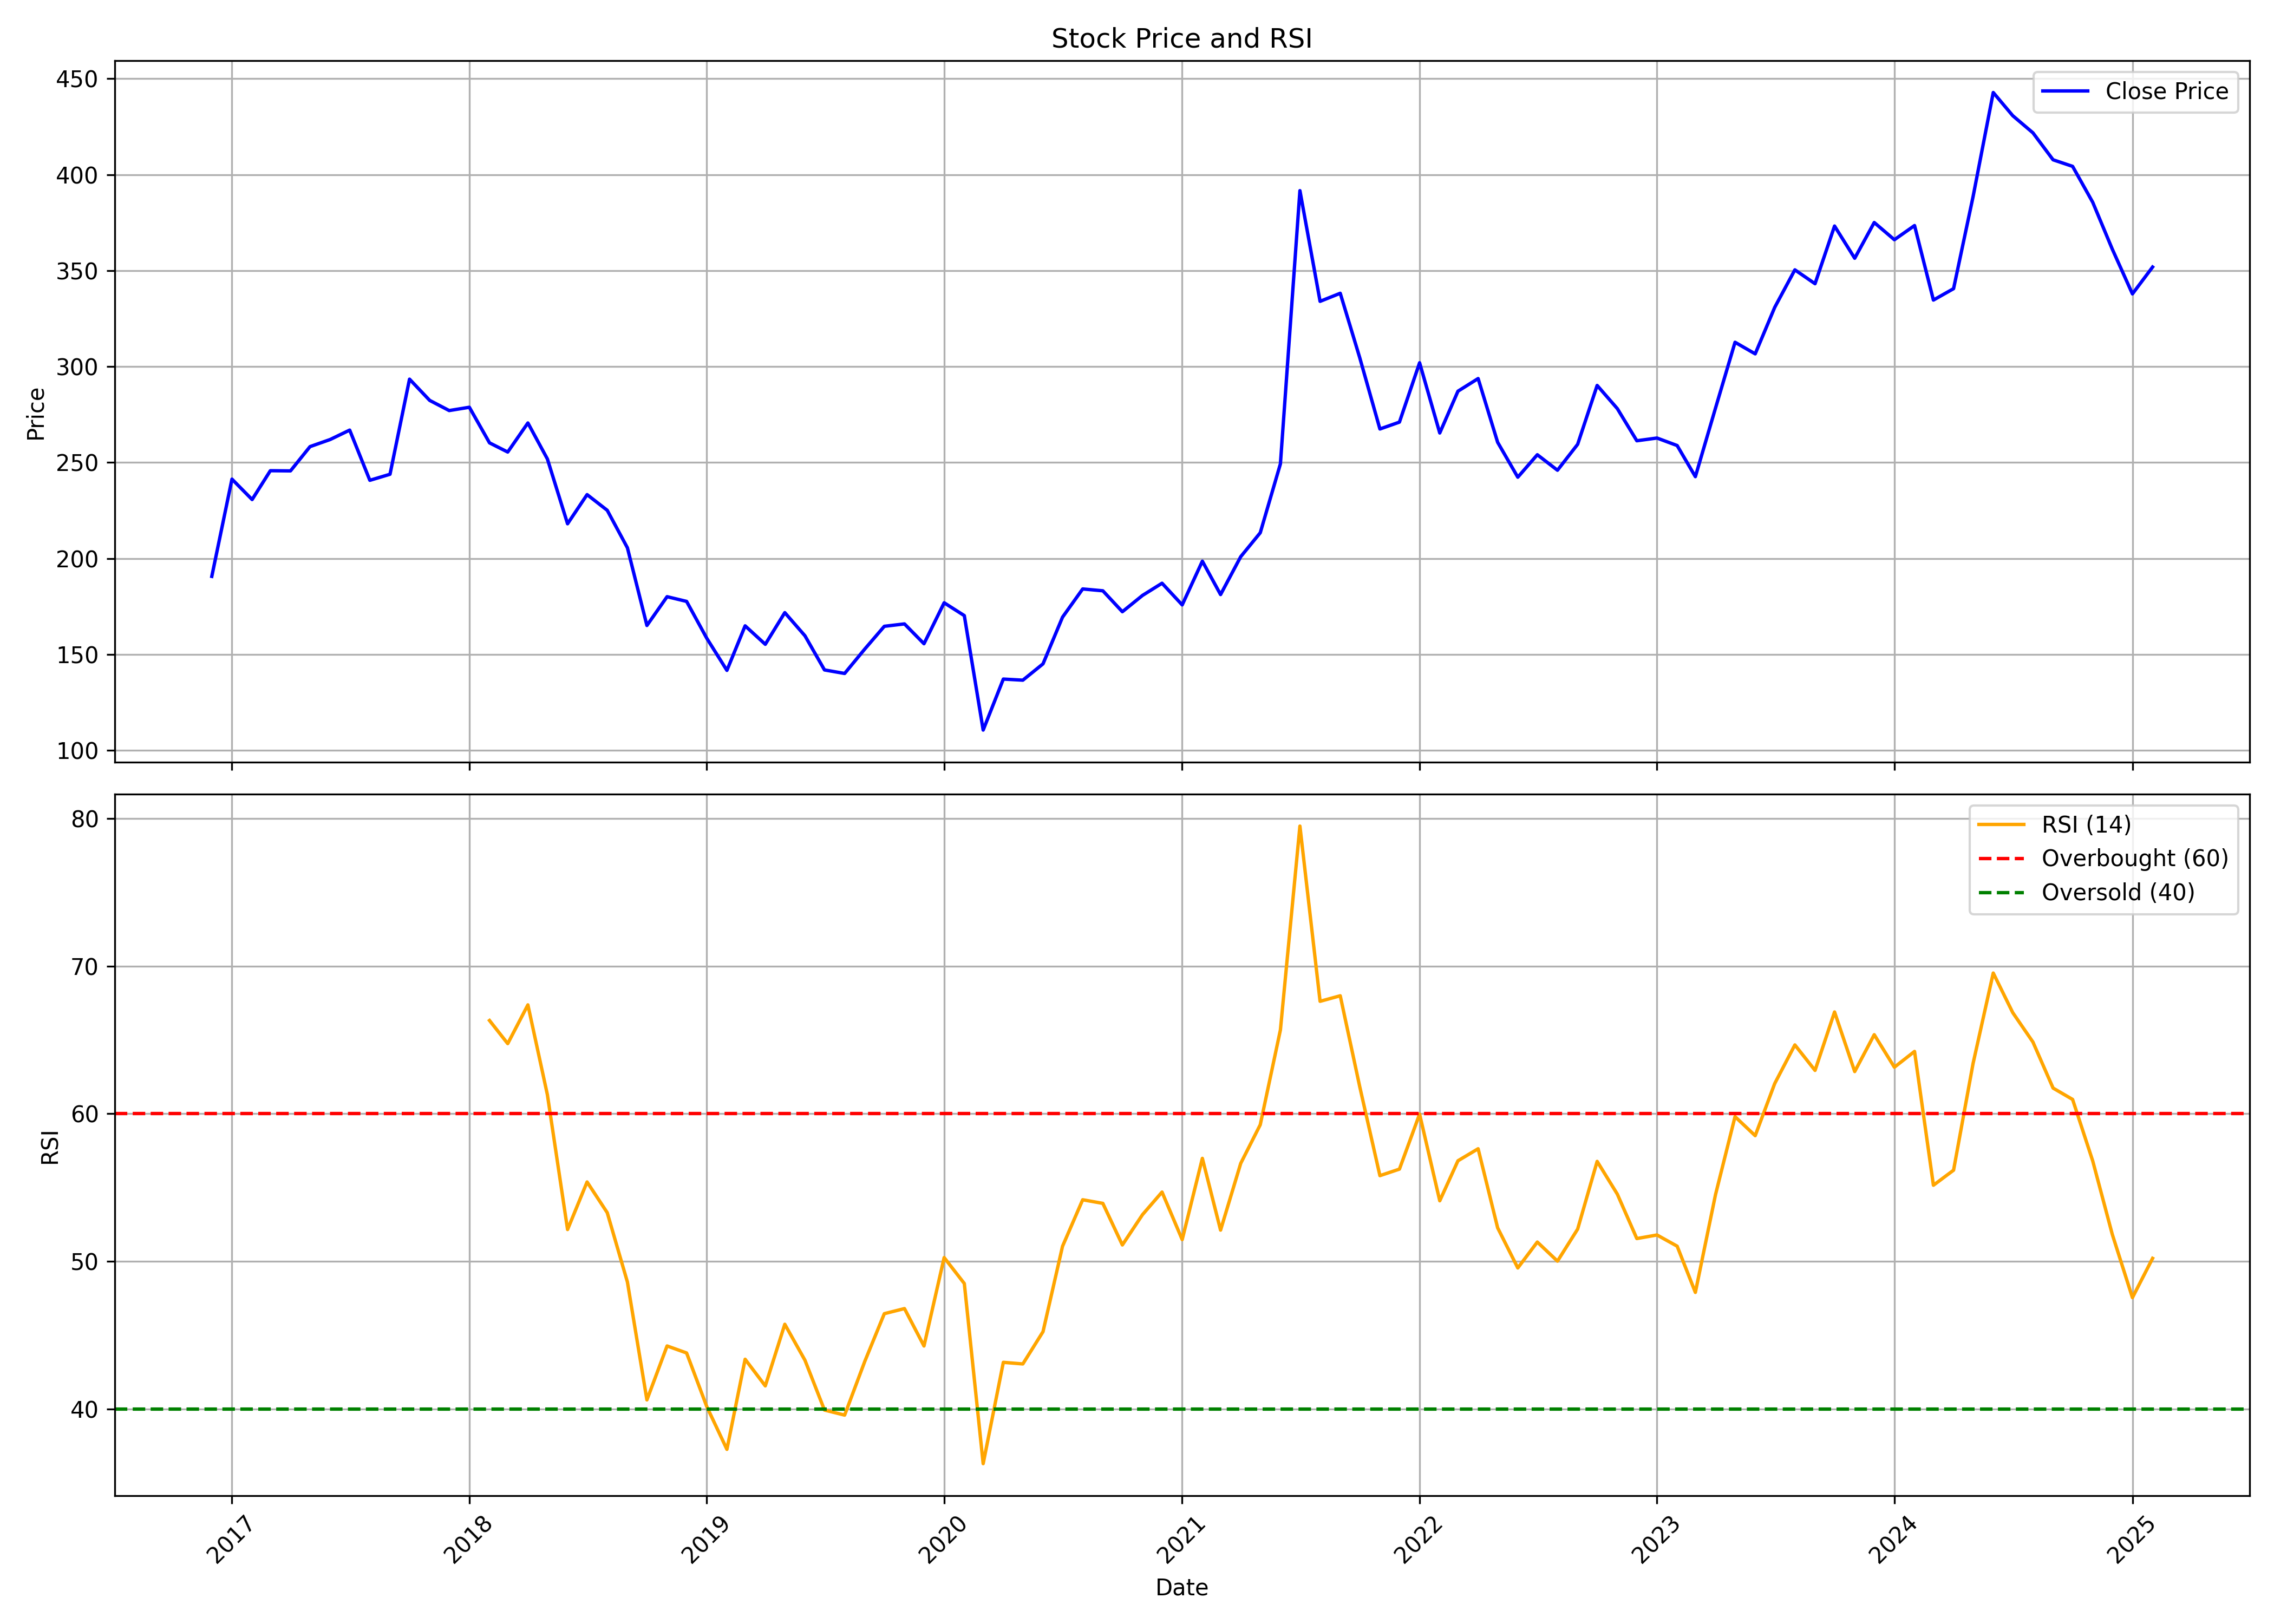 Stock Price and RSI
450
400
350
300
250
200
150
100
Price
Close Price
80
70
60
50
40
RSI
RSI (14)
Overbought (60)
Oversold (40)
2017
2018
2019
2020
2021
2022
2023
2024
2025
Date